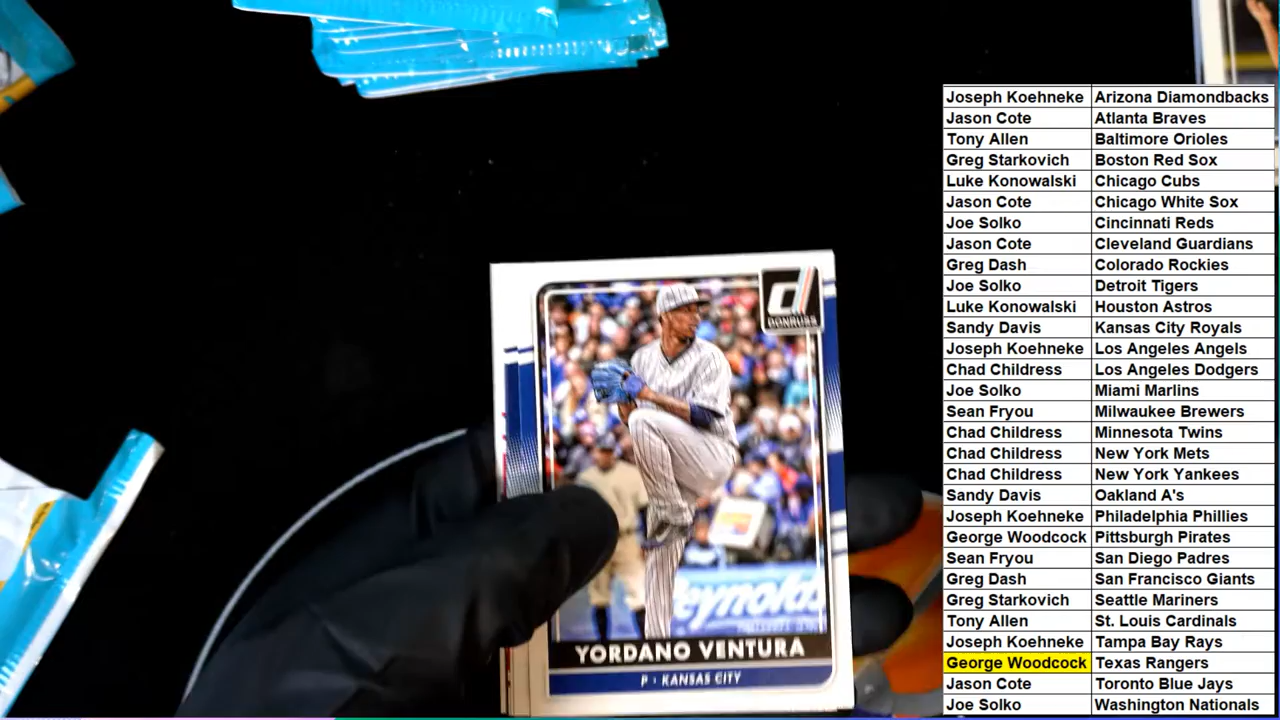 Joseph Koehneke Arizona Diamondbacks
Jason Cote Atlanta Braves
Tony Allen Baltimore Orioles
Greg Starkovich Boston Red Sox
Luke Konowalski Chicago Cubs
Jason Cote Chicago White Sox
Joe Solko Cincinnati Reds
Jason Cote Cleveland Guardians
Greg Dash Colorado Rockies
Joe Solko Detroit Tigers
Luke Konowalski Houston Astros
Sandy Davis Kansas City Royals
Joseph Koehneke Los Angeles Angels
Chad Childress Los Angeles Dodgers
Joe Solko Miami Marlins
Sean Fryou Milwaukee Brewers
Chad Childress Minnesota Twins
Chad Childress New York Mets
Chad Childress New York Yankees
Sandy Davis Oakland A's
Joseph Koehneke Philadelphia Phillies
George Woodcock Pittsburgh Pirates
Sean Fryou San Diego Padres
Greg Dash San Francisco Giants
Greg Starkovich Seattle Mariners
Tony Allen St. Louis Cardinals
Joseph Koehneke Tampa Bay Rays
George Woodcock Texas Rangers
Jason Cote Toronto Blue Jays
Joe Solko Washington Nationals
DONRUSS
eynolds
YORDANO VENTURA
P · KANSAS CITY